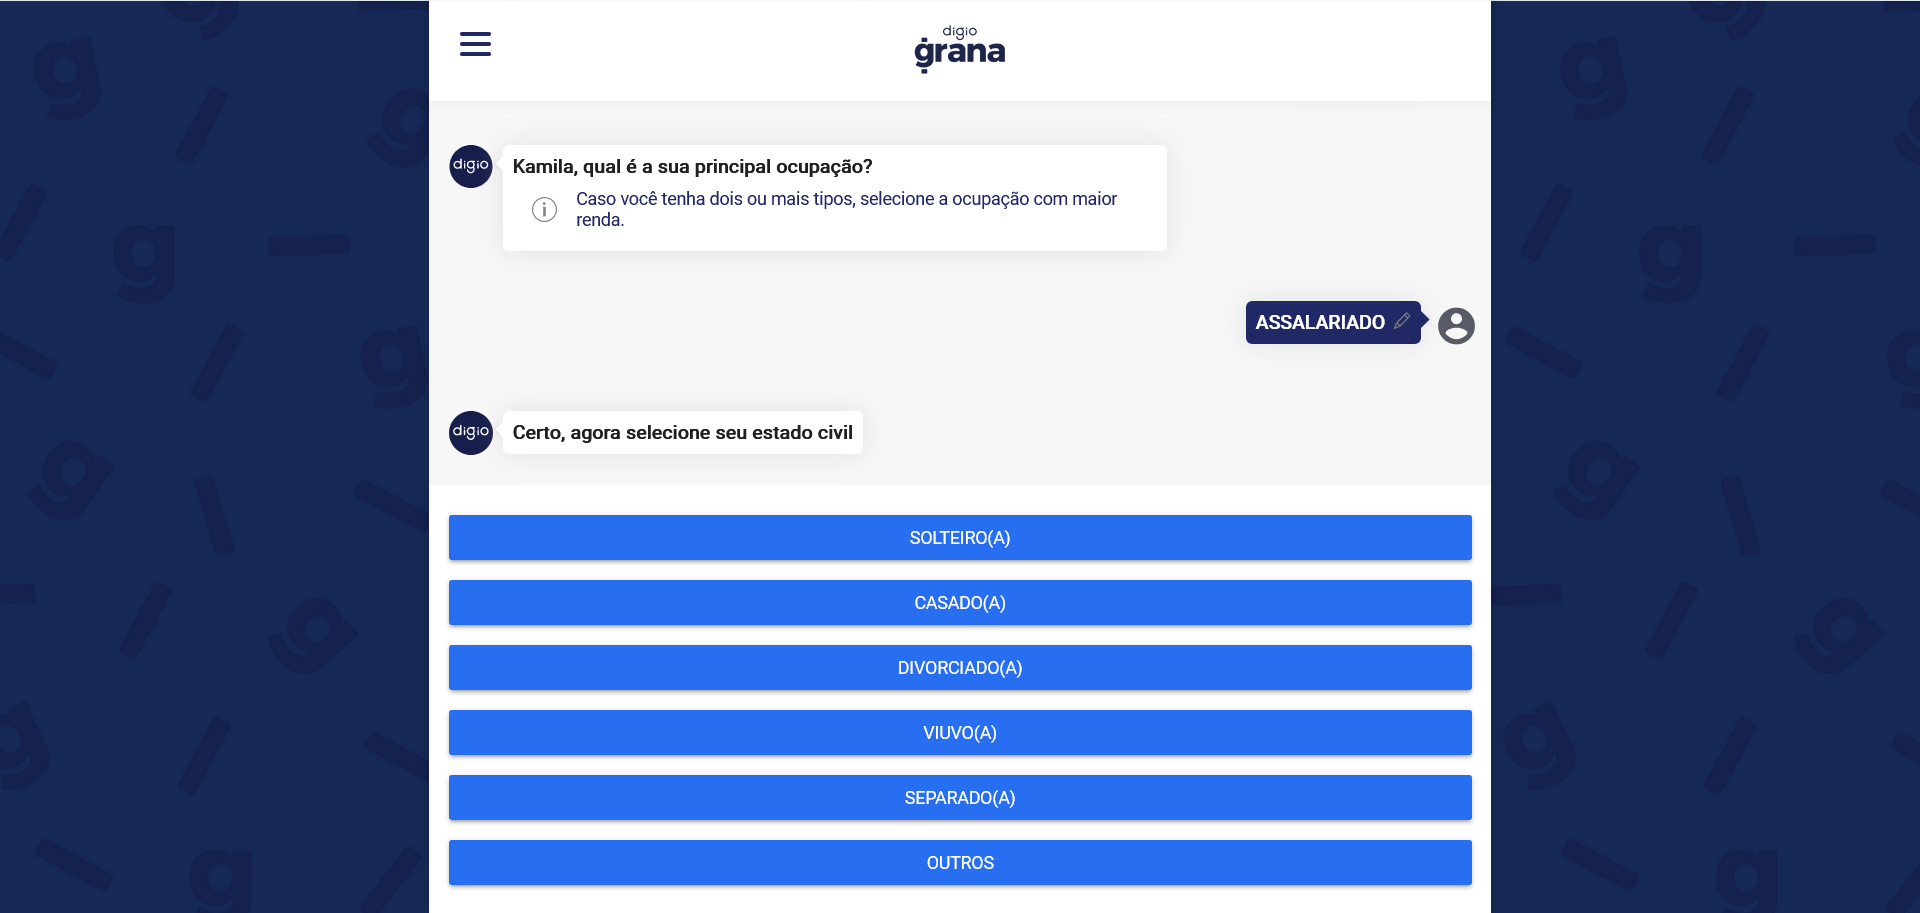 digio
grana
digio
Kamila, qual é a sua principal ocupação?
Caso você tenha dois ou mais tipos, selecione a ocupação com maior
renda.
ASSALARIADO
digio
Certo, agora selecione seu estado civil
SOLTEIRO(A)
CASADO(A)
DIVORCIADO(A)
VIUVO(A)
SEPARADO(A)
OUTROS